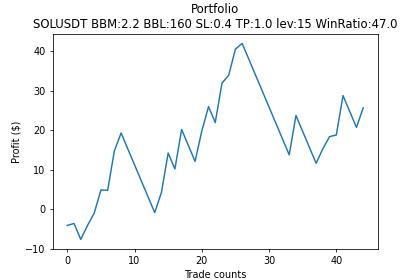 Portfolio
SOLUSDT BBM:2.2 BBL:160 SL:0.4 TP:1.0 lev:15 WinRatio:47.0
40
30
20
10
0
−10
Profit ($)
0
10
20
30
40
Trade counts